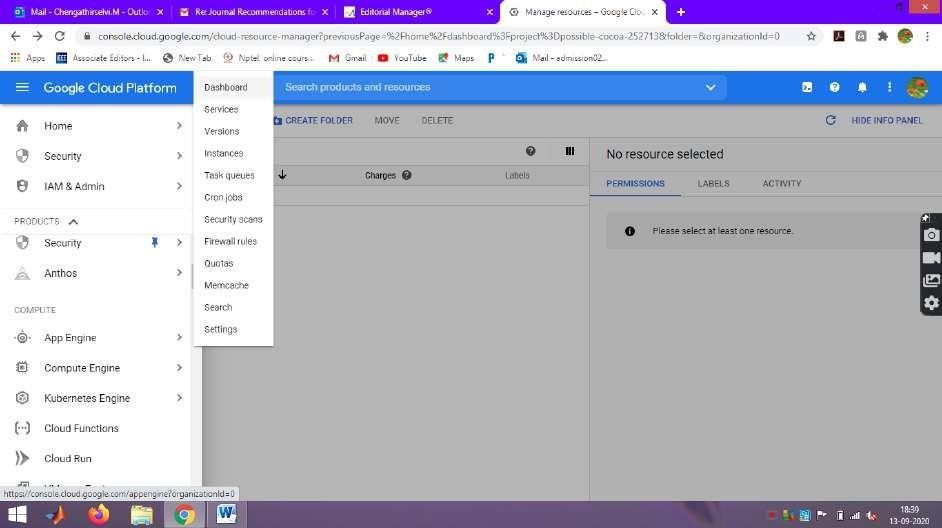 Mail - Chengathirselvi.M - Outlo
Re: Journal Recommendations fo
Editorial Manager®
Manage resources – Google Clou
console.cloud.google.com/cloud-resource-manager?previousPage=%2Fhome%2Fdashboard%3Fproject%3Dpossible-cocoa-252713&folder=&organizationId=0
Apps
Associate Editors - I...
New Tab
Nptel, online cours...
Gmail
YouTube
Maps
P
Mail - admission02...
Google Cloud Platform
Search products and resources
Home
Security
IAM & Admin
PRODUCTS
Security
Anthos
COMPUTE
App Engine
Compute Engine
Kubernetes Engine
Cloud Functions
Cloud Run
https://console.cloud.google.com/appengine?organizationId=0
Dashboard
Services
Versions
Instances
Task queues
Cron jobs
Security scans
Firewall rules
Quotas
Memcache
Search
Settings
CREATE FOLDER
MOVE
DELETE
HIDE INFO PANEL
Charges
Labels
No resource selected
PERMISSIONS
LABELS
ACTIVITY
Please select at least one resource.
18:39
13-09-2020